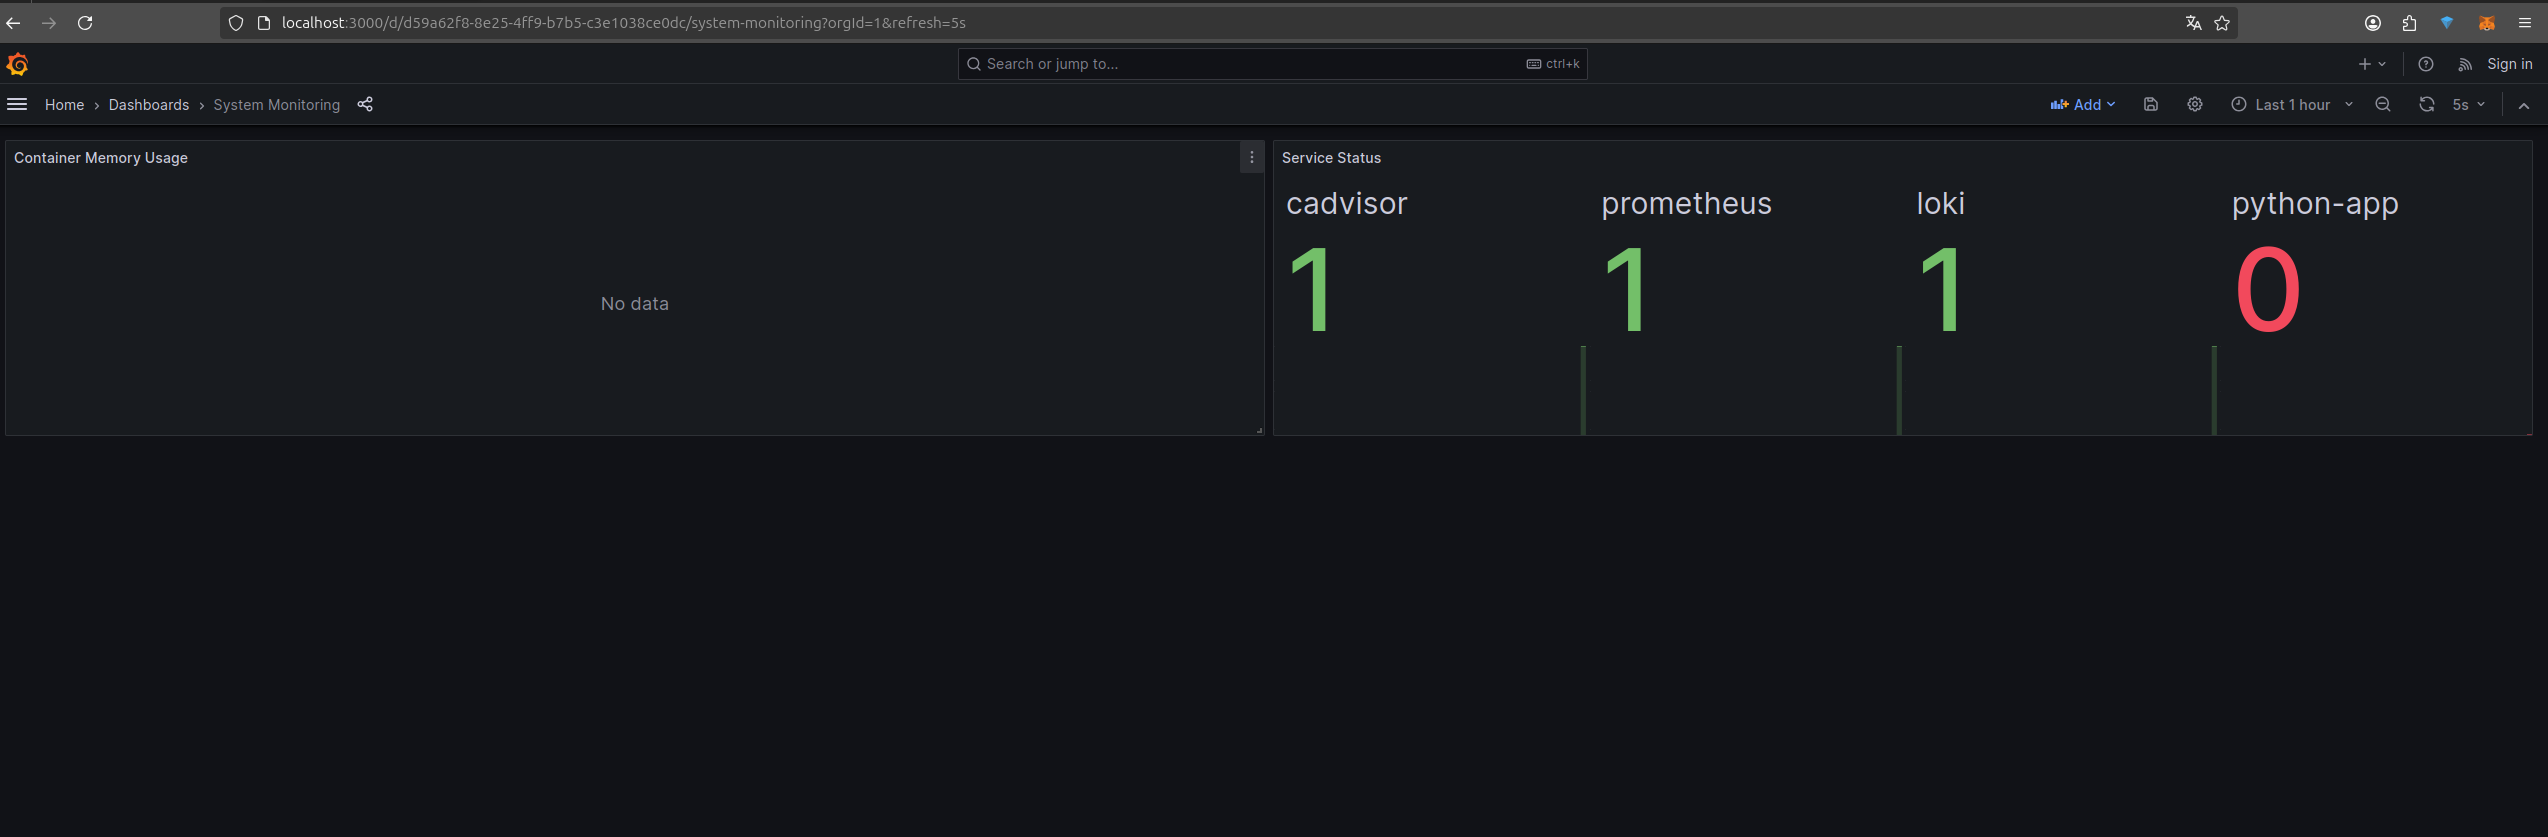 localhost:3000/d/d59a62f8-8e25-4ff9-b7b5-c3e1038ce0dc/system-monitoring?orgId=1&refresh=5s
Search or jump to... ctrl+k Sign in
Home › Dashboards › System Monitoring Add Last 1 hour 5s
Container Memory Usage
No data
Service Status
cadvisor prometheus loki python-app
1 1 1 0